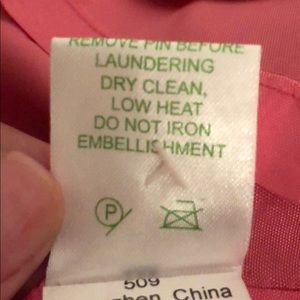 REMOVE PIN BEFORE
LAUNDERING
DRY CLEAN,
LOW HEAT
DO NOT IRON
EMBELLISHMENT
P
509
China